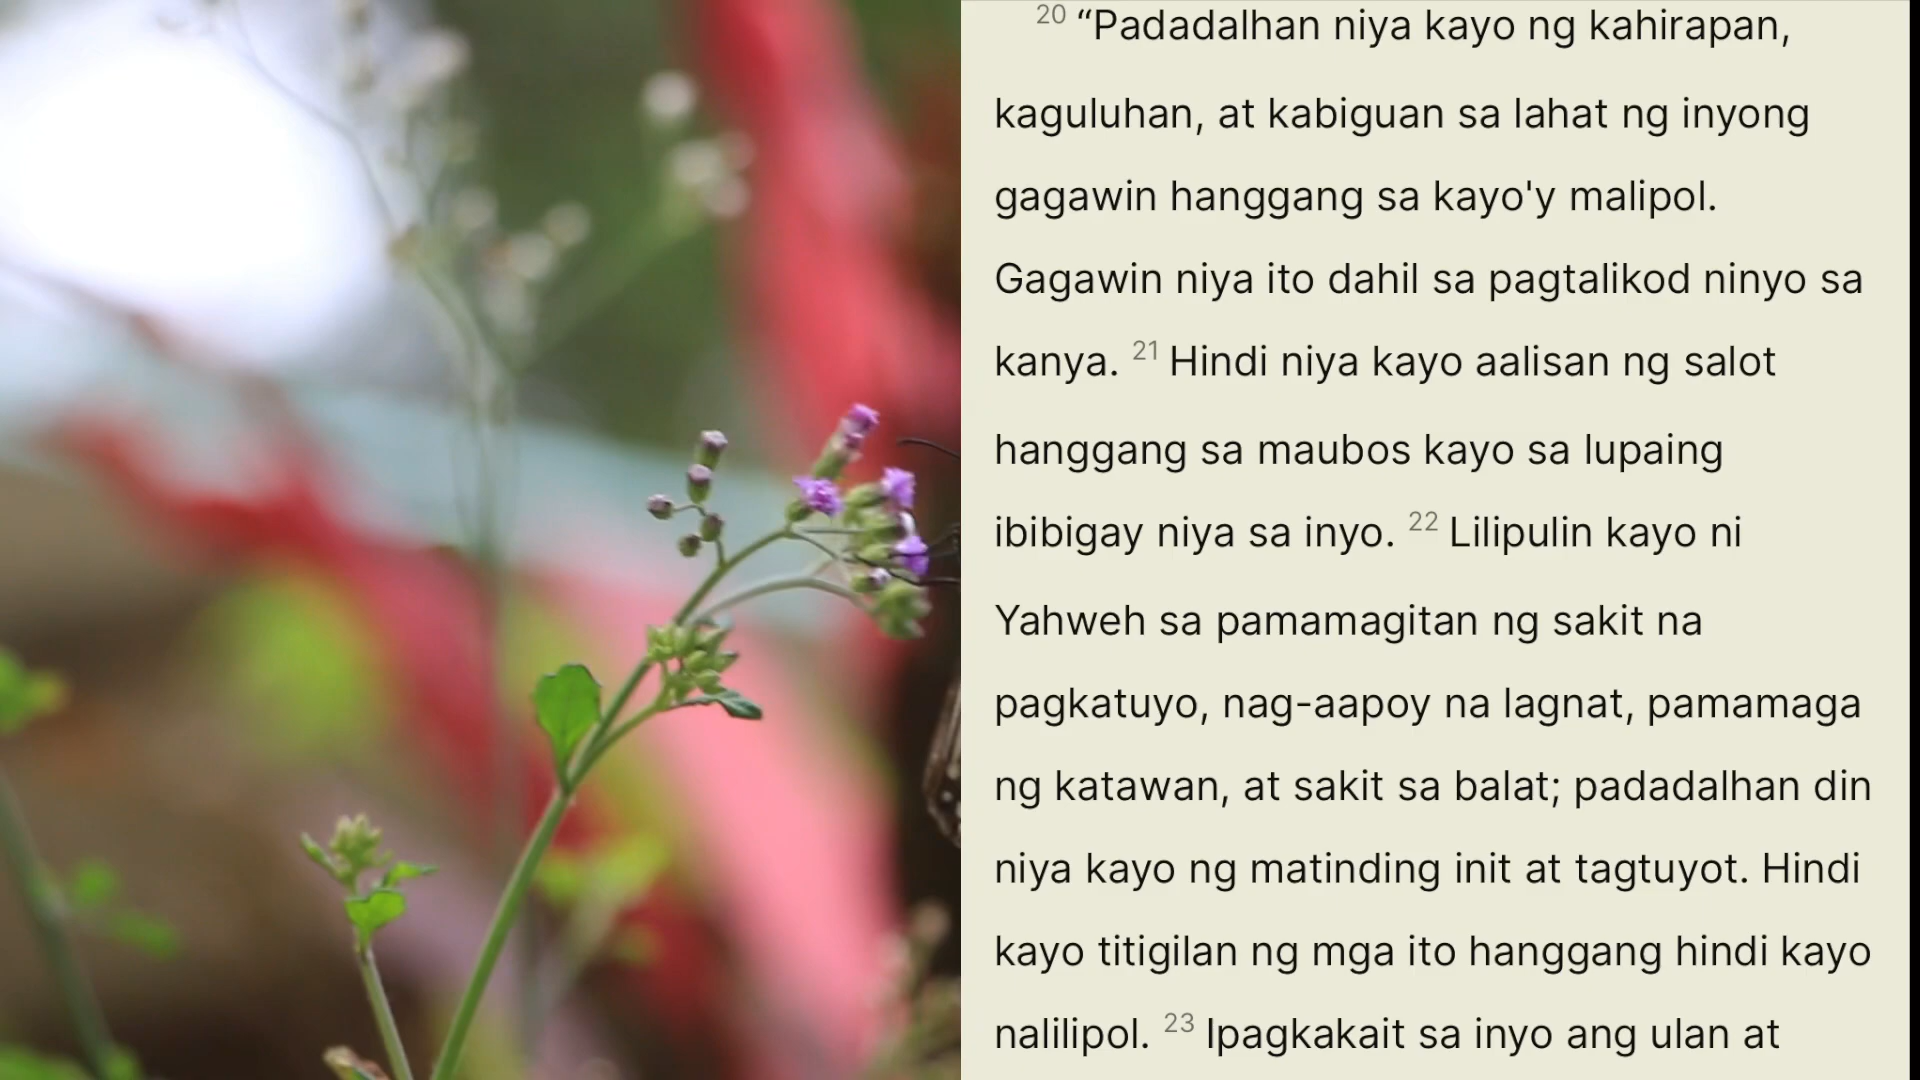 20 “Padadalhan niya kayo ng kahirapan,
kaguluhan, at kabiguan sa lahat ng inyong
gagawin hanggang sa kayo'y malipol.
Gagawin niya ito dahil sa pagtalikod ninyo sa
kanya. 21 Hindi niya kayo aalisan ng salot
hanggang sa maubos kayo sa lupaing
ibibigay niya sa inyo. 22 Lilipulin kayo ni
Yahweh sa pamamagitan ng sakit na
pagkatuyo, nag-aapoy na lagnat, pamamaga
ng katawan, at sakit sa balat; padadalhan din
niya kayo ng matinding init at tagtuyot. Hindi
kayo titigilan ng mga ito hanggang hindi kayo
nalilipol. 23 Ipagkakait sa inyo ang ulan at